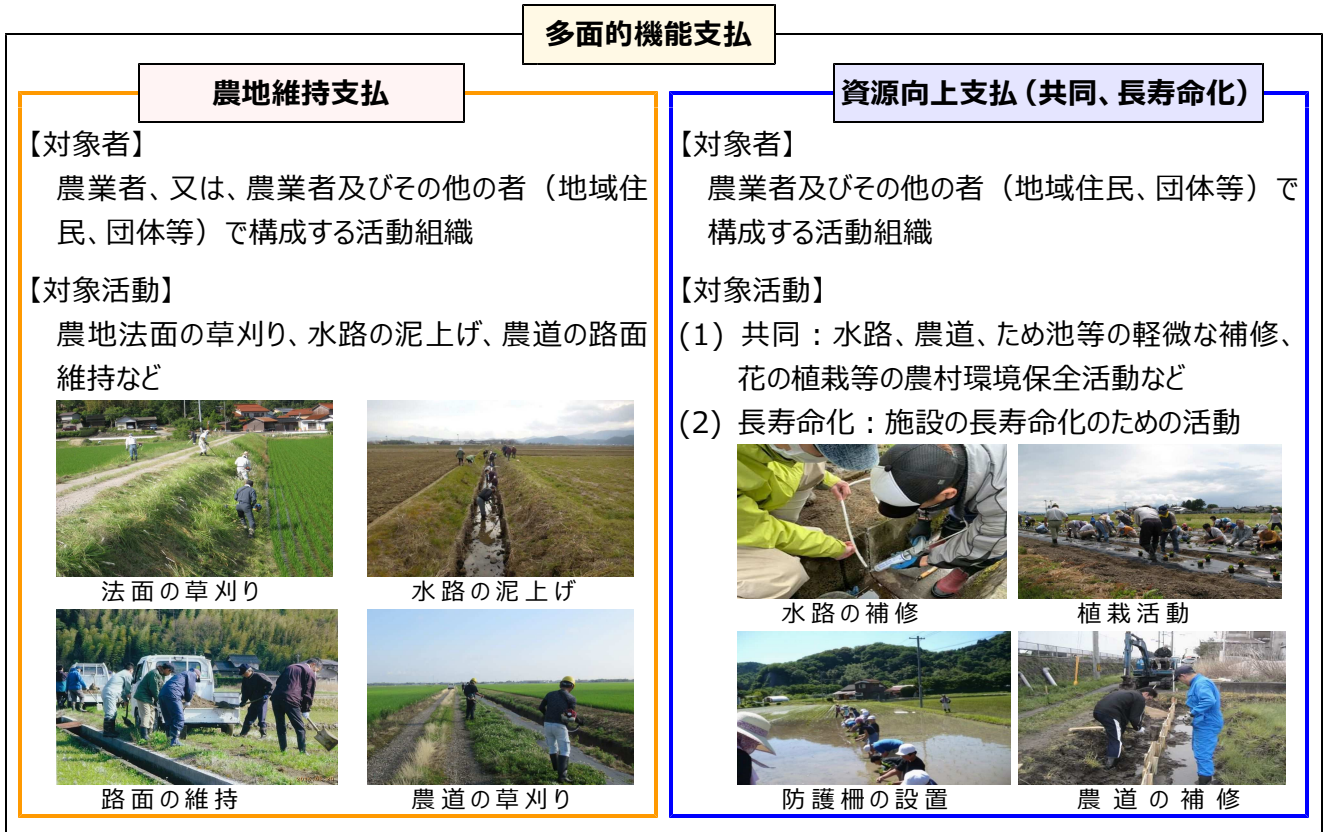 多面的機能支払
農地維持支払
【対象者】
農業者、又は、農業者及びその他の者（地域住
民、団体等）で構成する活動組織
【対象活動】
農地法面の草刈り、水路の泥上げ、農道の路面
維持など
法面の草刈り
水路の泥上げ
路面の維持
農道の草刈り
資源向上支払（共同、長寿命化）
【対象者】
農業者及びその他の者（地域住民、団体等）で
構成する活動組織
【対象活動】
(1) 共同：水路、農道、ため池等の軽微な補修、
花の植栽等の農村環境保全活動など
(2) 長寿命化：施設の長寿命化のための活動
水路の補修
植栽活動
防護柵の設置
農道の補修